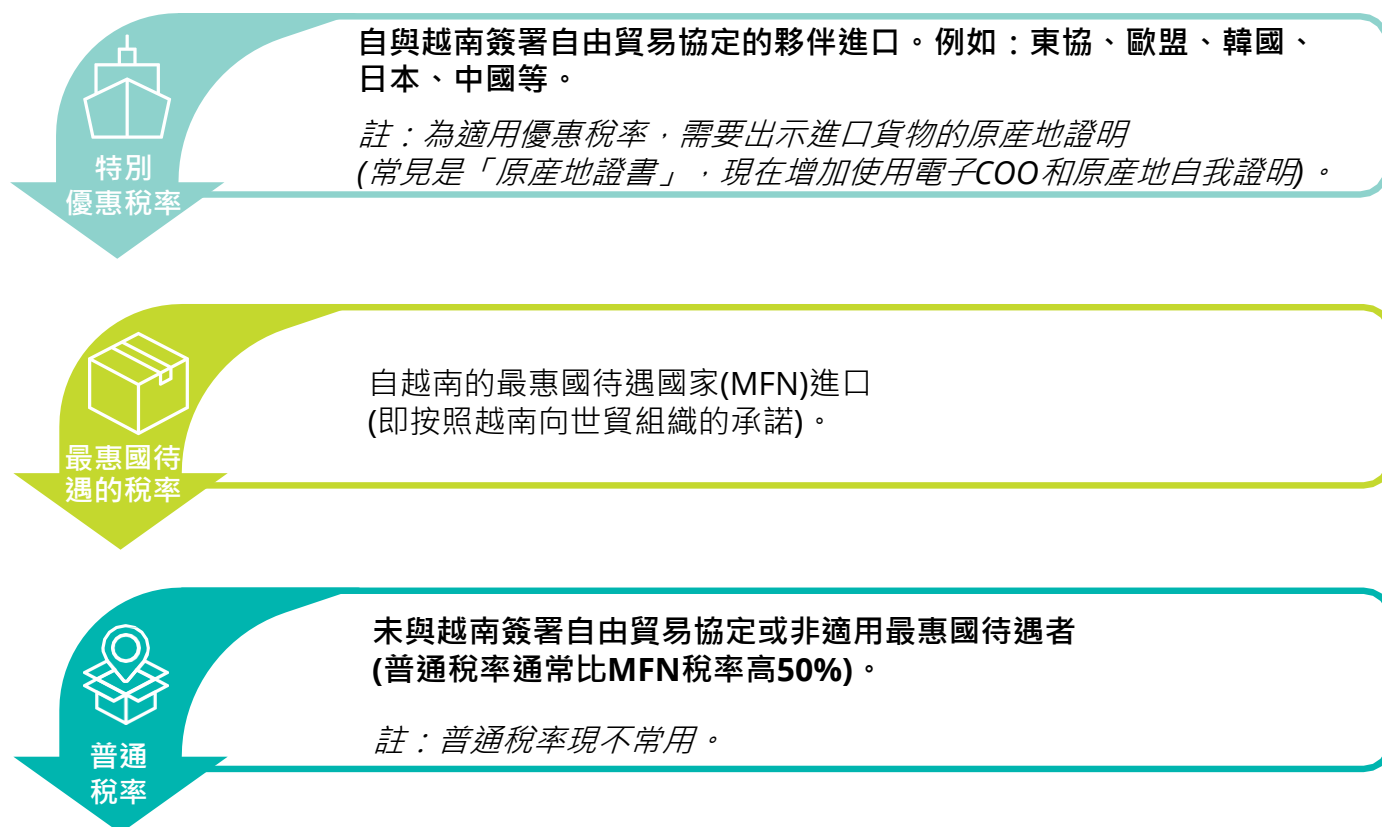 自與越南簽署自由貿易協定的夥伴進口。例如：東協、歐盟、韓國、
日本、中國等。
註：為適用優惠稅率，需要出示進口貨物的原産地證明
(常見是「原産地證書」，現在增加使用電子COO和原産地自我證明)。
特別
優惠稅率
自越南的最惠國待遇國家(MFN)進口
(即按照越南向世貿組織的承諾)。
最惠國待
遇的稅率
未與越南簽署自由貿易協定或非適用最惠國待遇者
(普通稅率通常比MFN稅率高50%)。
註：普通稅率現不常用。
普通
稅率